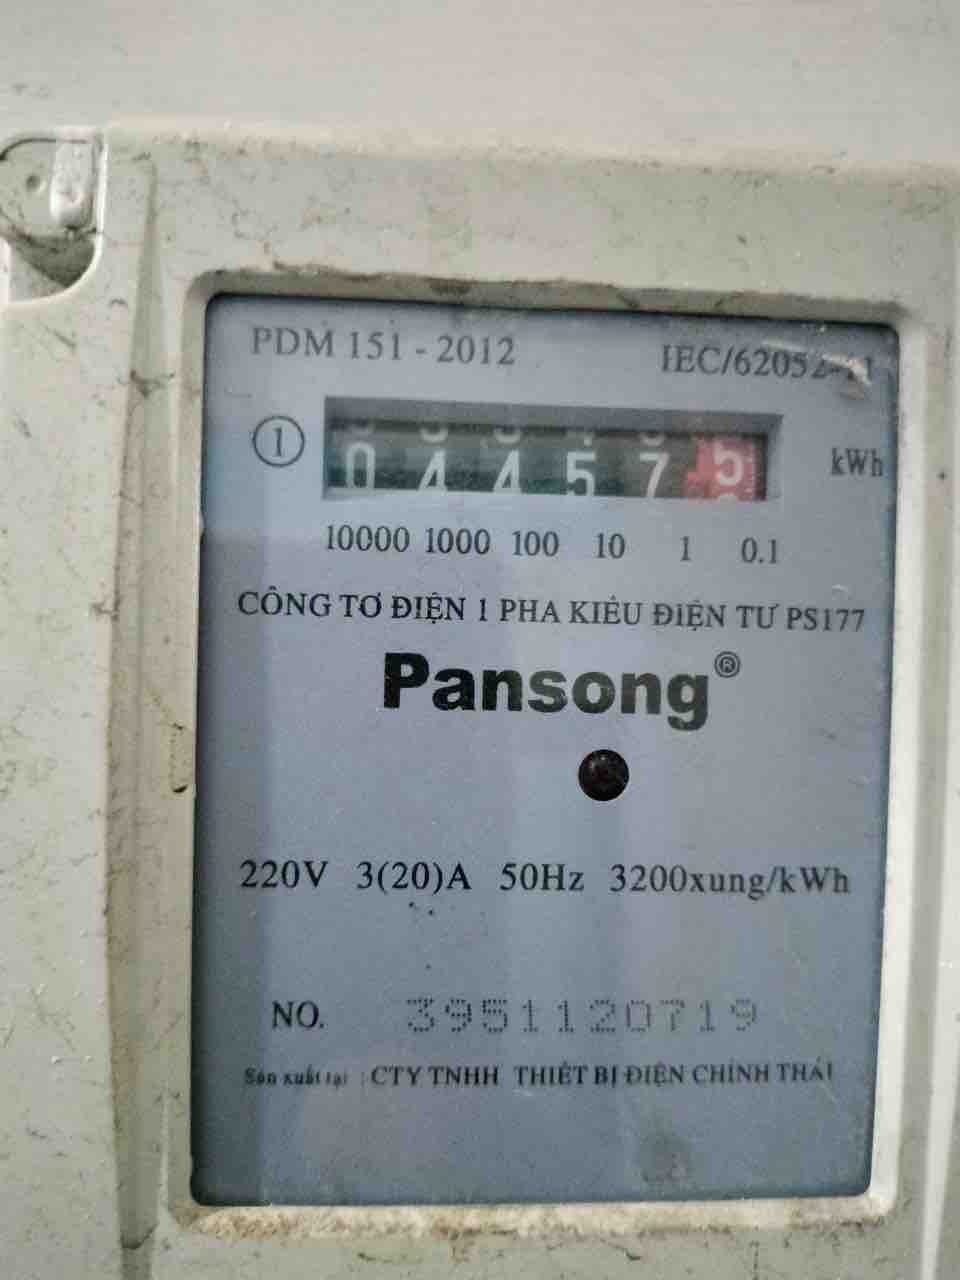 PDM 151 - 2012 IEC/62052-11
1 0 4 4 5 7 5 kWh
10000 1000 100 10 1 0.1
CÔNG TƠ ĐIỆN 1 PHA KIỂU ĐIỆN TỬ PS177
Pansong®
220V 3(20)A 50Hz 3200xung/kWh
NO. 3951120719
Sản xuất tại : CTY TNHH THIẾT BỊ ĐIỆN CHÍNH THÁI